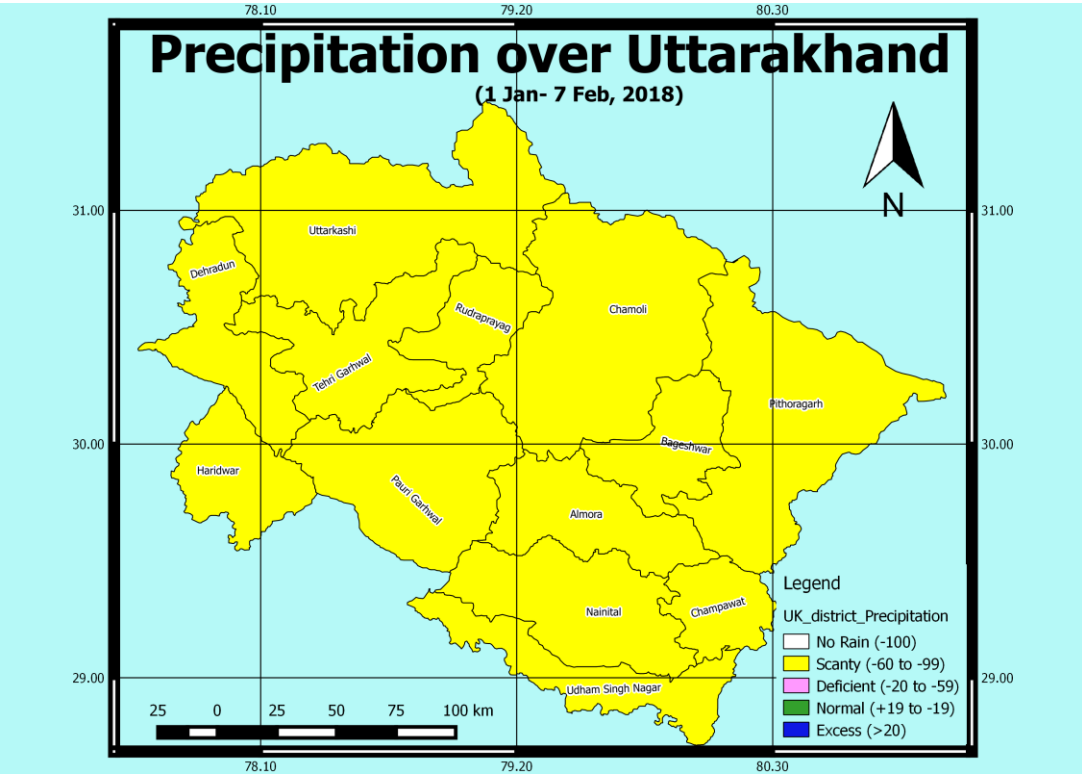 78.10 79.20 80.30
Precipitation over Uttarakhand
(1 Jan- 7 Feb, 2018)
N
31.00 31.00
Uttarkashi
Dehradun
Rudraprayag
Chamoli
Tehri Garhwal
Pithoragarh
30.00 30.00
Bageshwar
Haridwar
Pauri Garhwal
Almora
Legend
Nainital
Champawat
UK_district_Precipitation
No Rain (-100)
Scanty (-60 to -99)
29.00 29.00
Udham Singh Nagar
Deficient (-20 to -59)
Normal (+19 to -19)
Excess (>20)
25 0 25 50 75 100 km
78.10 79.20 80.30